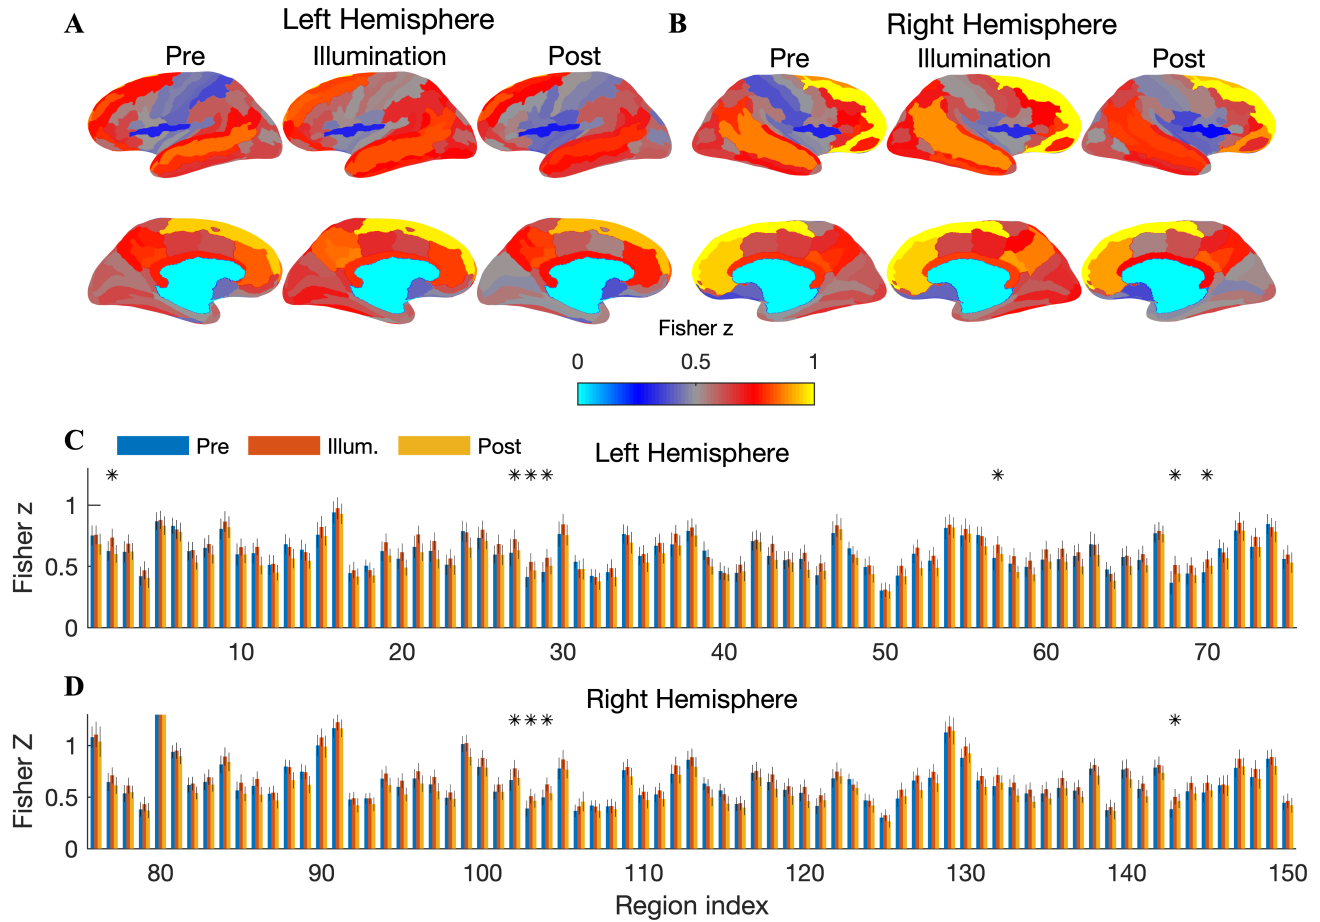 A Left Hemisphere B Right Hemisphere
Pre Illumination Post Pre Illumination Post
Fisher z
0 0.5 1
C Pre Illum. Post Left Hemisphere
* * * * * * *
Fisher z
1
0.5
0
10 20 30 40 50 60 70
D Right Hemisphere
* * * *
Fisher Z
1
0.5
0
80 90 100 110 120 130 140 150
Region index